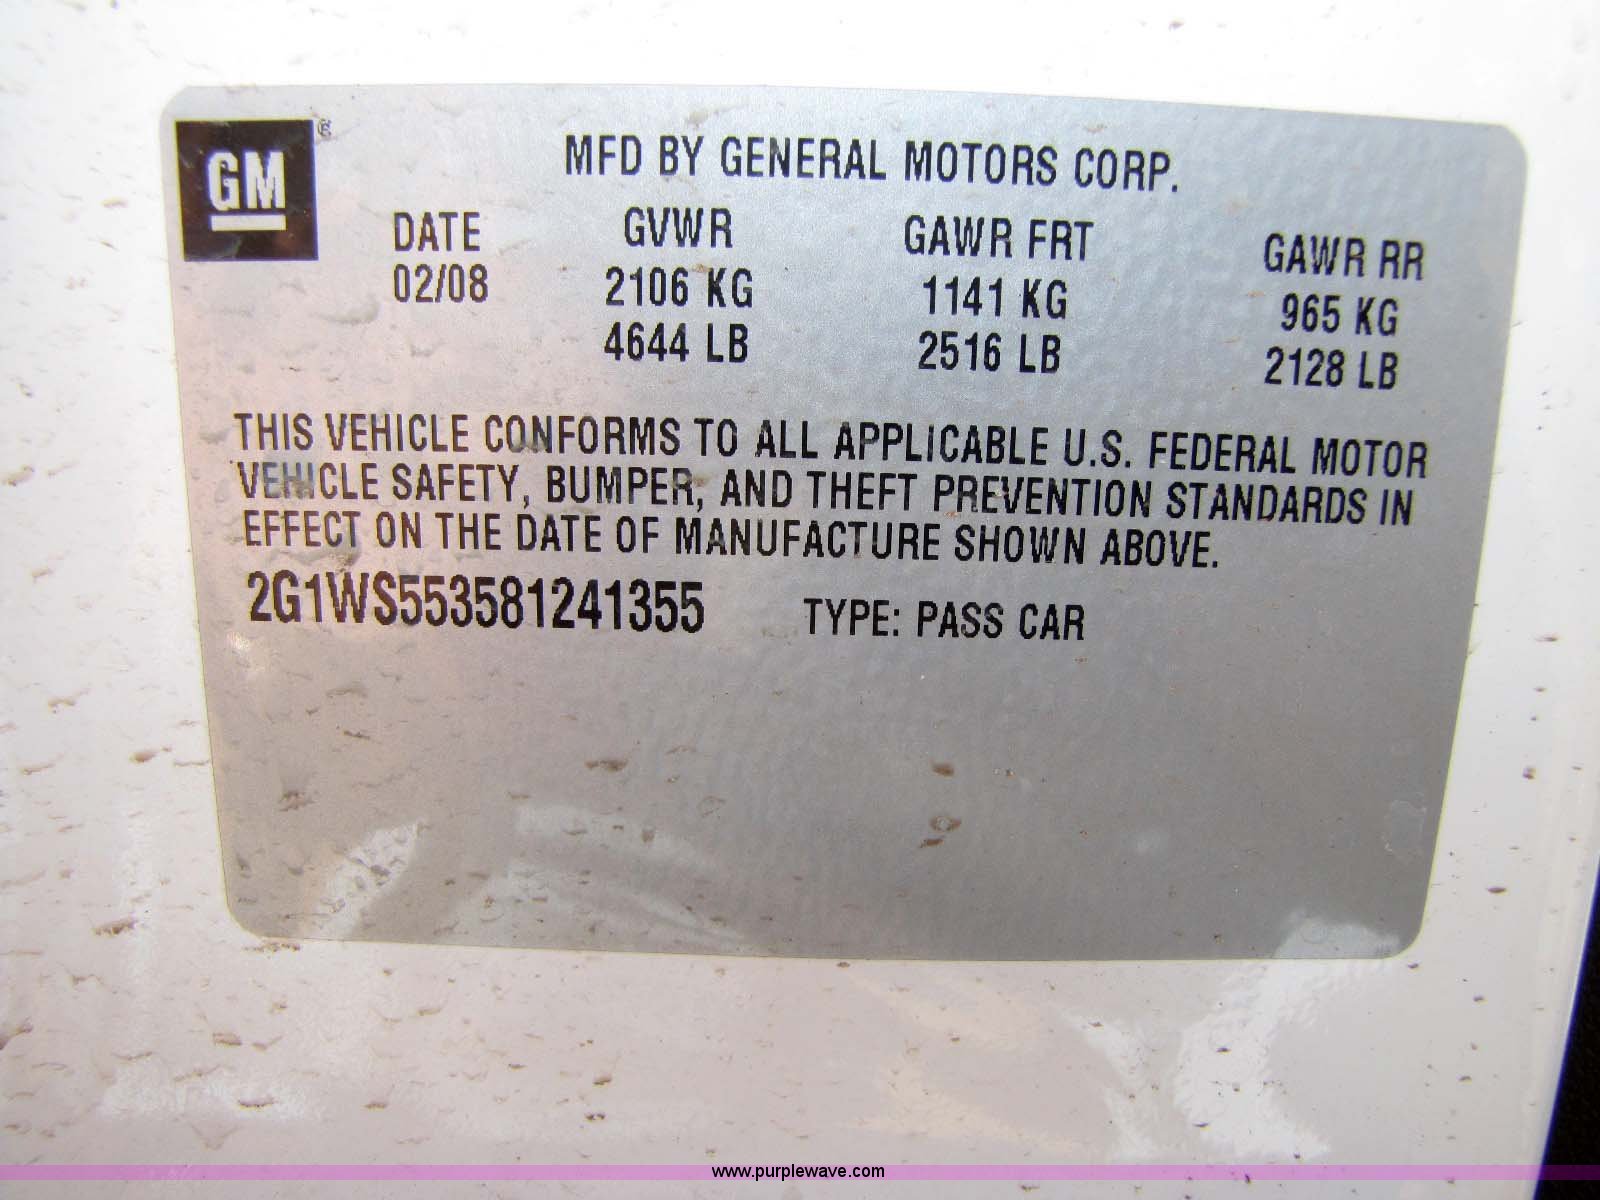 GM
MFD BY GENERAL MOTORS CORP.
DATE GVWR GAWR FRT GAWR RR
02/08 2106 KG 1141 KG 965 KG
4644 LB 2516 LB 2128 LB
THIS VEHICLE CONFORMS TO ALL APPLICABLE U.S. FEDERAL MOTOR
VEHICLE SAFETY, BUMPER, AND THEFT PREVENTION STANDARDS IN
EFFECT ON THE DATE OF MANUFACTURE SHOWN ABOVE.
2G1WS553581241355 TYPE: PASS CAR
www.purplewave.com